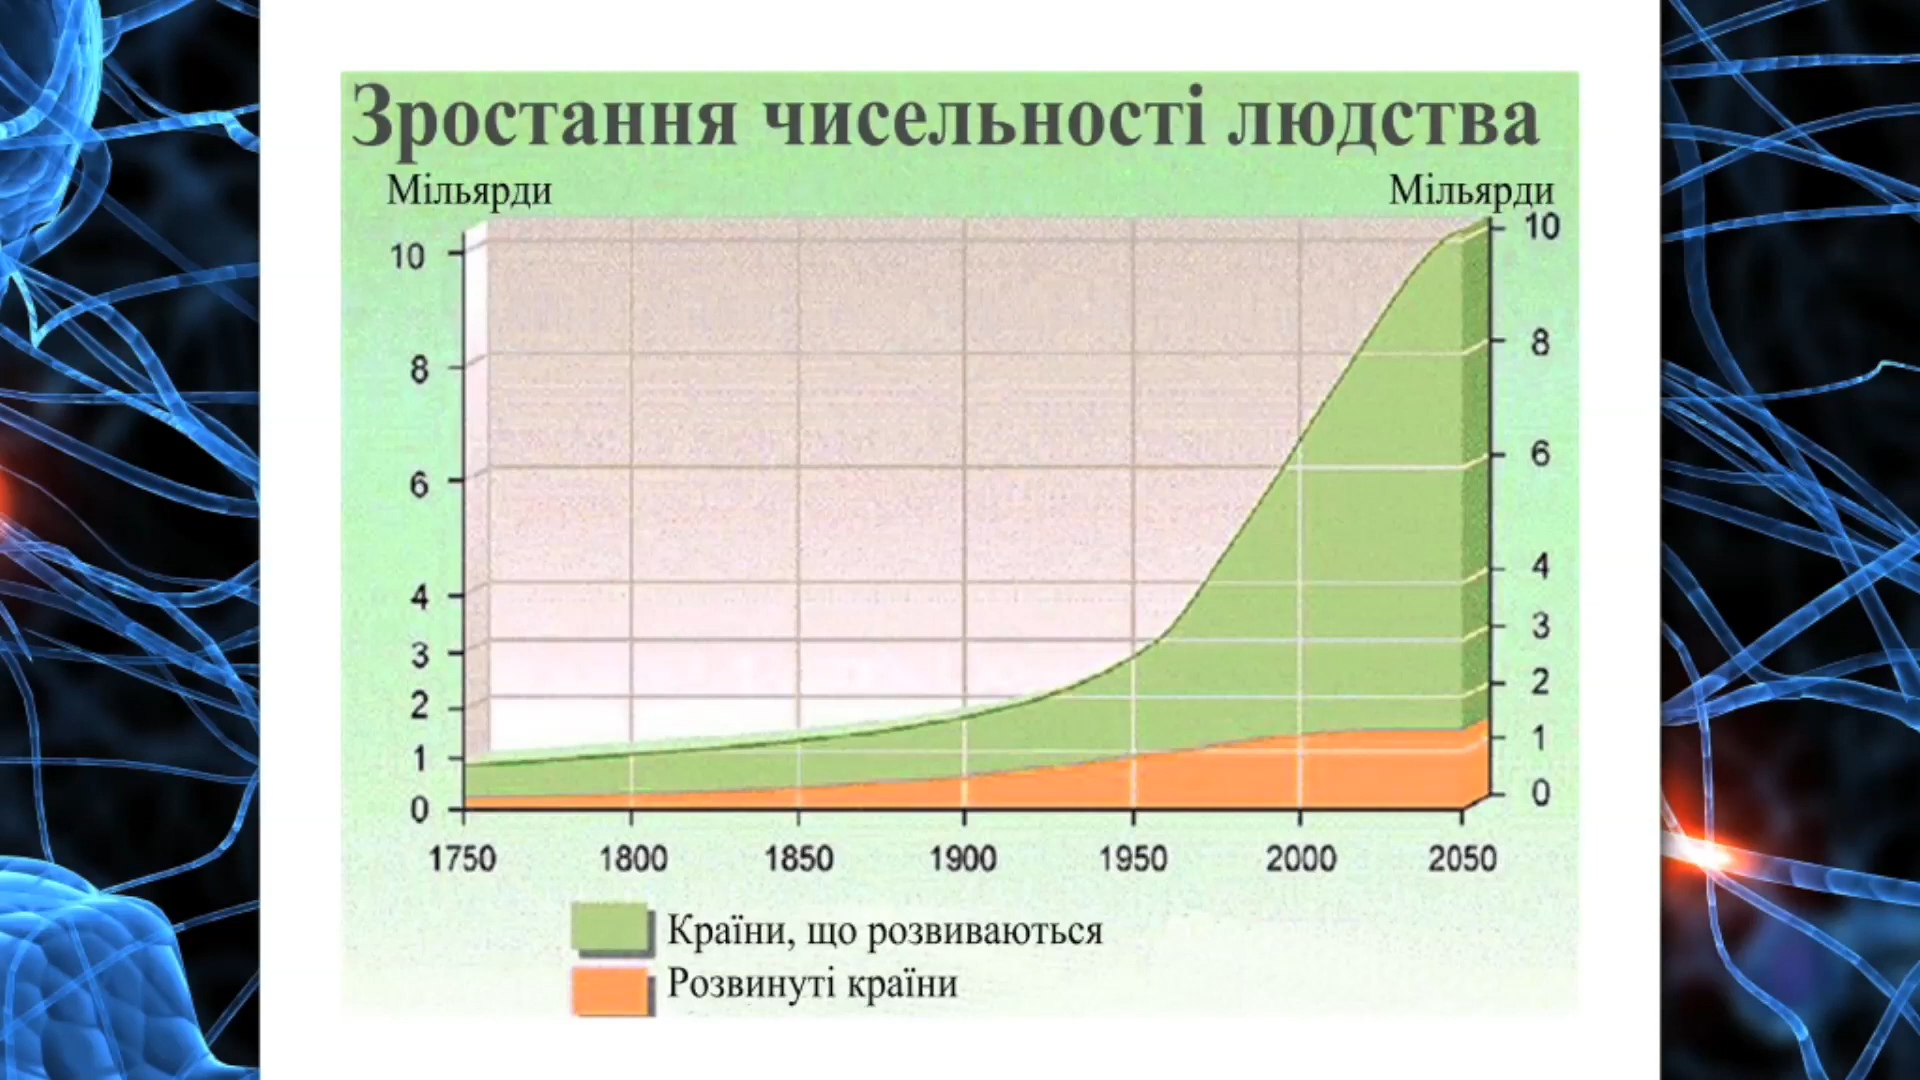 Зростання чисельності людства
Мільярди Мільярди
10 10
8 8
6 6
4 4
3 3
2 2
1 1
0 0
1750 1800 1850 1900 1950 2000 2050
Країни, що розвиваються
Розвинуті країни